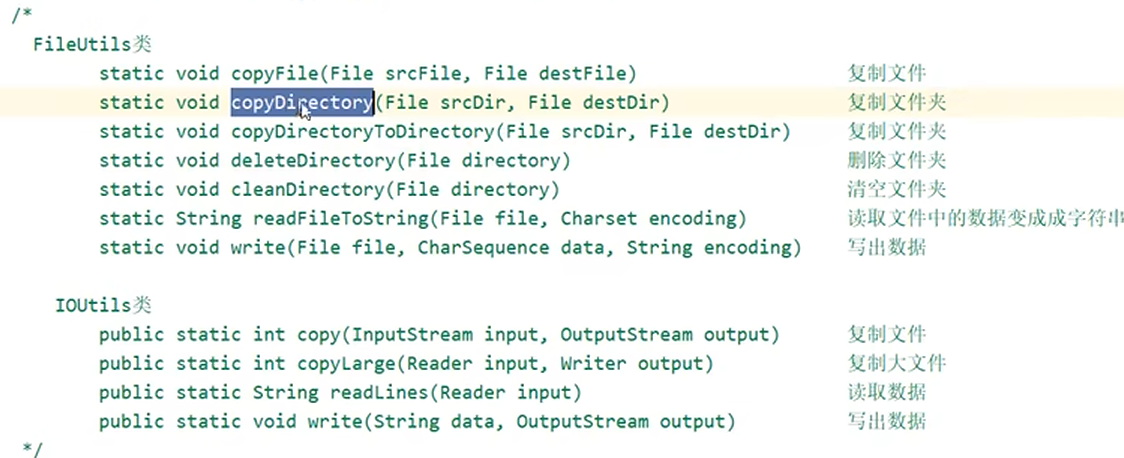 /*
FileUtils类
static void copyFile(File srcFile, File destFile) 复制文件
static void copyDirectory(File srcDir, File destDir) 复制文件夹
static void copyDirectoryToDirectory(File srcDir, File destDir) 复制文件夹
static void deleteDirectory(File directory) 删除文件夹
static void cleanDirectory(File directory) 清空文件夹
static String readFileToString(File file, Charset encoding) 读取文件中的数据变成成字符串
static void write(File file, CharSequence data, String encoding) 写出数据
IOUtils类
public static int copy(InputStream input, OutputStream output) 复制文件
public static int copyLarge(Reader input, Writer output) 复制大文件
public static String readLines(Reader input) 读取数据
public static void write(String data, OutputStream output) 写出数据
*/